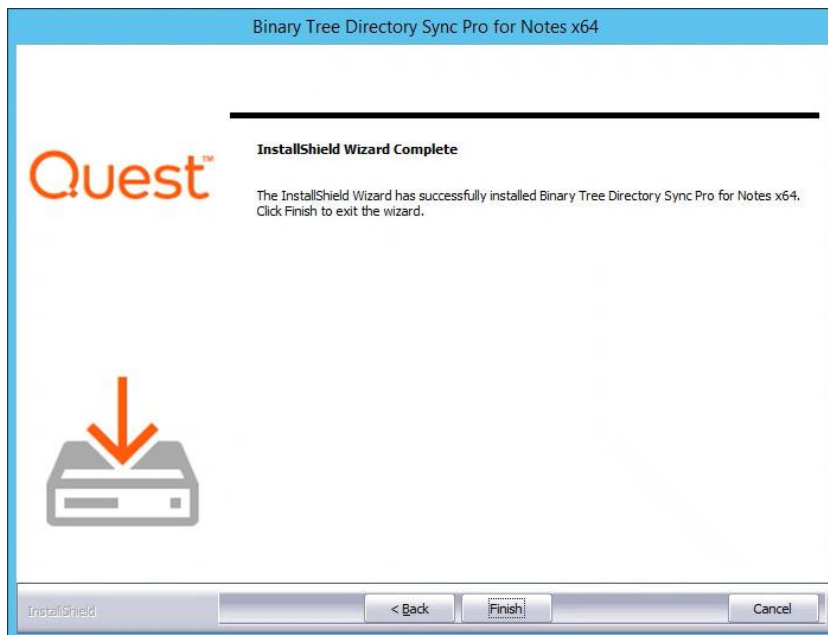 Binary Tree Directory Sync Pro for Notes x64
Quest™
InstallShield Wizard Complete
The InstallShield Wizard has successfully installed Binary Tree Directory Sync Pro for Notes x64.
Click Finish to exit the wizard.
InstallShield
< Back
Finish
Cancel